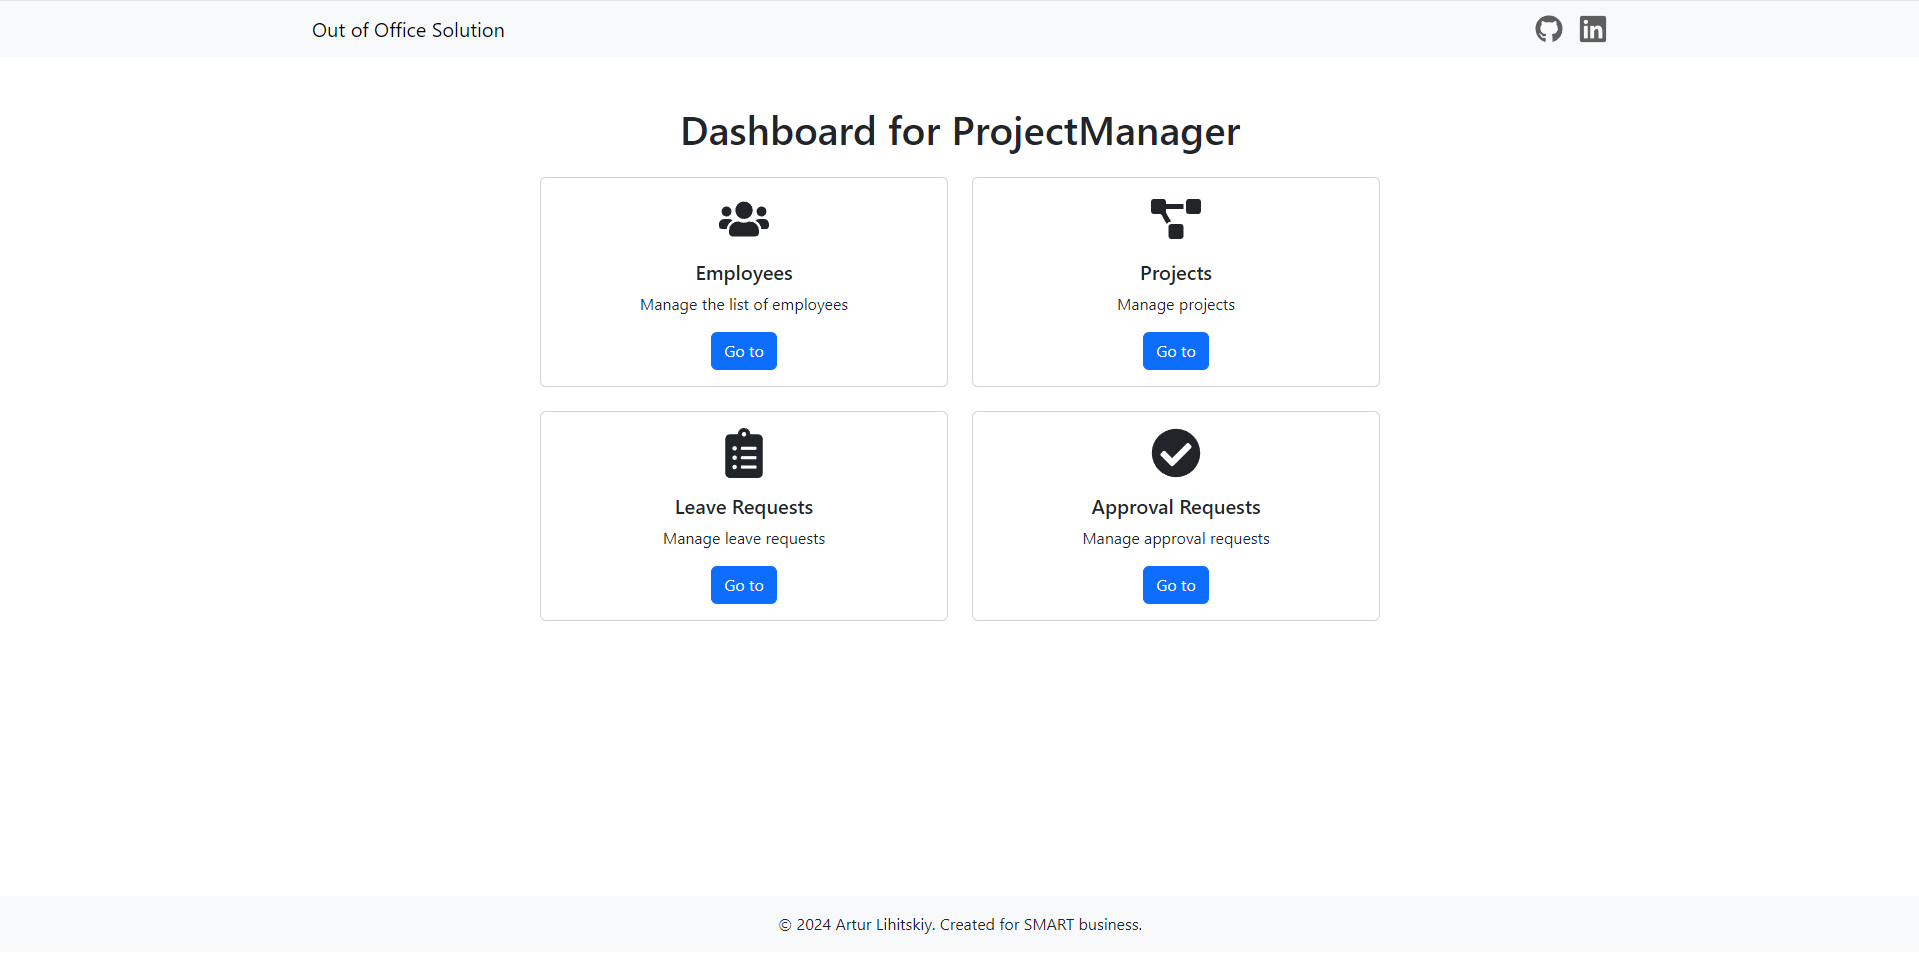 Out of Office Solution
Dashboard for ProjectManager
Employees
Manage the list of employees
Go to
Projects
Manage projects
Go to
Leave Requests
Manage leave requests
Go to
Approval Requests
Manage approval requests
Go to
© 2024 Artur Lihitskiy. Created for SMART business.